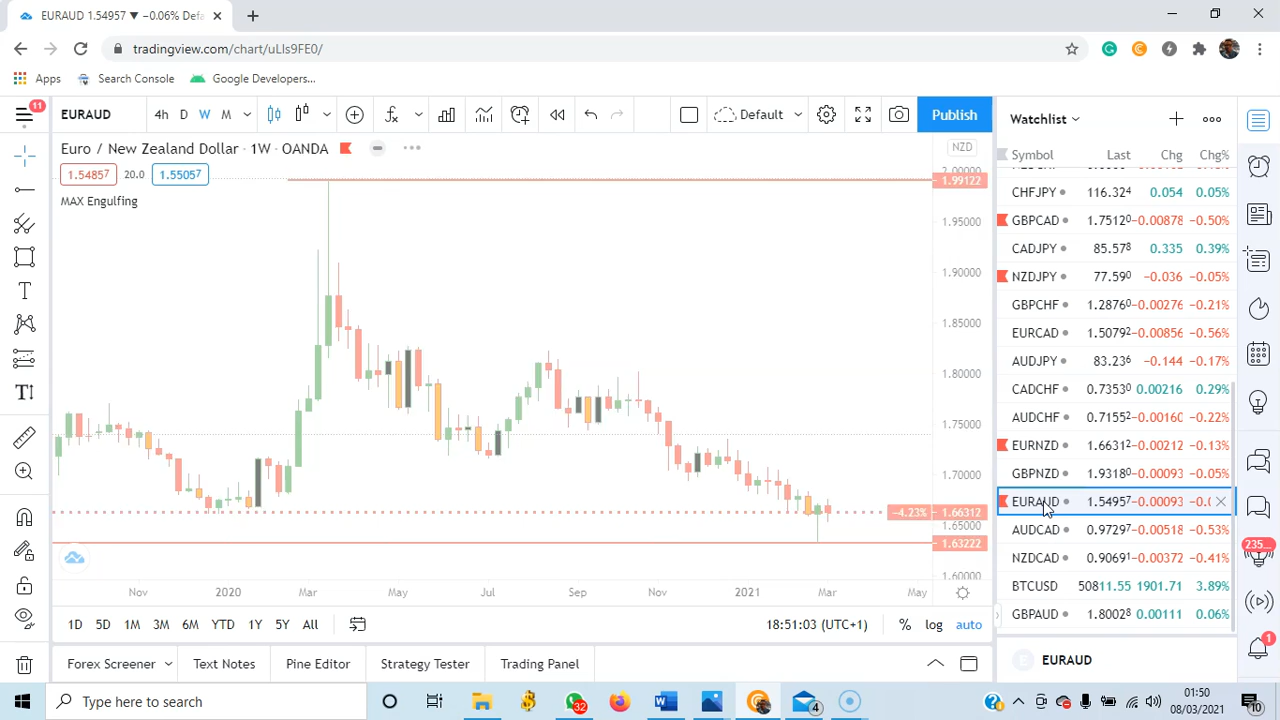 EURAUD 1.54957 ▼ −0.06% Defa
tradingview.com/chart/uLIs9FE0/
Apps Search Console Google Developers...
11
EURAUD 4h D W M Default Publish
Watchlist
Euro / New Zealand Dollar · 1W · OANDA
NZD
1.54857 20.0 1.55057
MAX Engulfing
2.00000
1.99122
1.95000
1.90000
1.85000
1.80000
1.75000
1.70000
−4.23% 1.66312
1.65000
1.63222
1.60000
Nov 2020 Mar May Jul Sep Nov 2021 Mar May
1D 5D 1M 3M 6M YTD 1Y 5Y All 18:51:03 (UTC+1) % log auto
Forex Screener Text Notes Pine Editor Strategy Tester Trading Panel
Symbol Last Chg Chg%
CHFJPY 116.324 0.054 0.05%
GBPCAD 1.75120 −0.00878 −0.50%
CADJPY 85.578 0.335 0.39%
NZDJPY 77.590 −0.036 −0.05%
GBPCHF 1.28760 −0.00276 −0.21%
EURCAD 1.50792 −0.00856 −0.56%
AUDJPY 83.236 −0.144 −0.17%
CADCHF 0.73530 0.00216 0.29%
AUDCHF 0.71552 −0.00160 −0.22%
EURNZD 1.66312 −0.00212 −0.13%
GBPNZD 1.93180 −0.00093 −0.05%
EURAUD 1.54957 −0.00093 −0.0
AUDCAD 0.97297 −0.00518 −0.53%
NZDCAD 0.90691 −0.00372 −0.41%
BTCUSD 50811.55 1901.71 3.89%
GBPAUD 1.80028 0.00111 0.06%
EURAUD
235...
1
Type here to search
32
4
01:50
08/03/2021
10